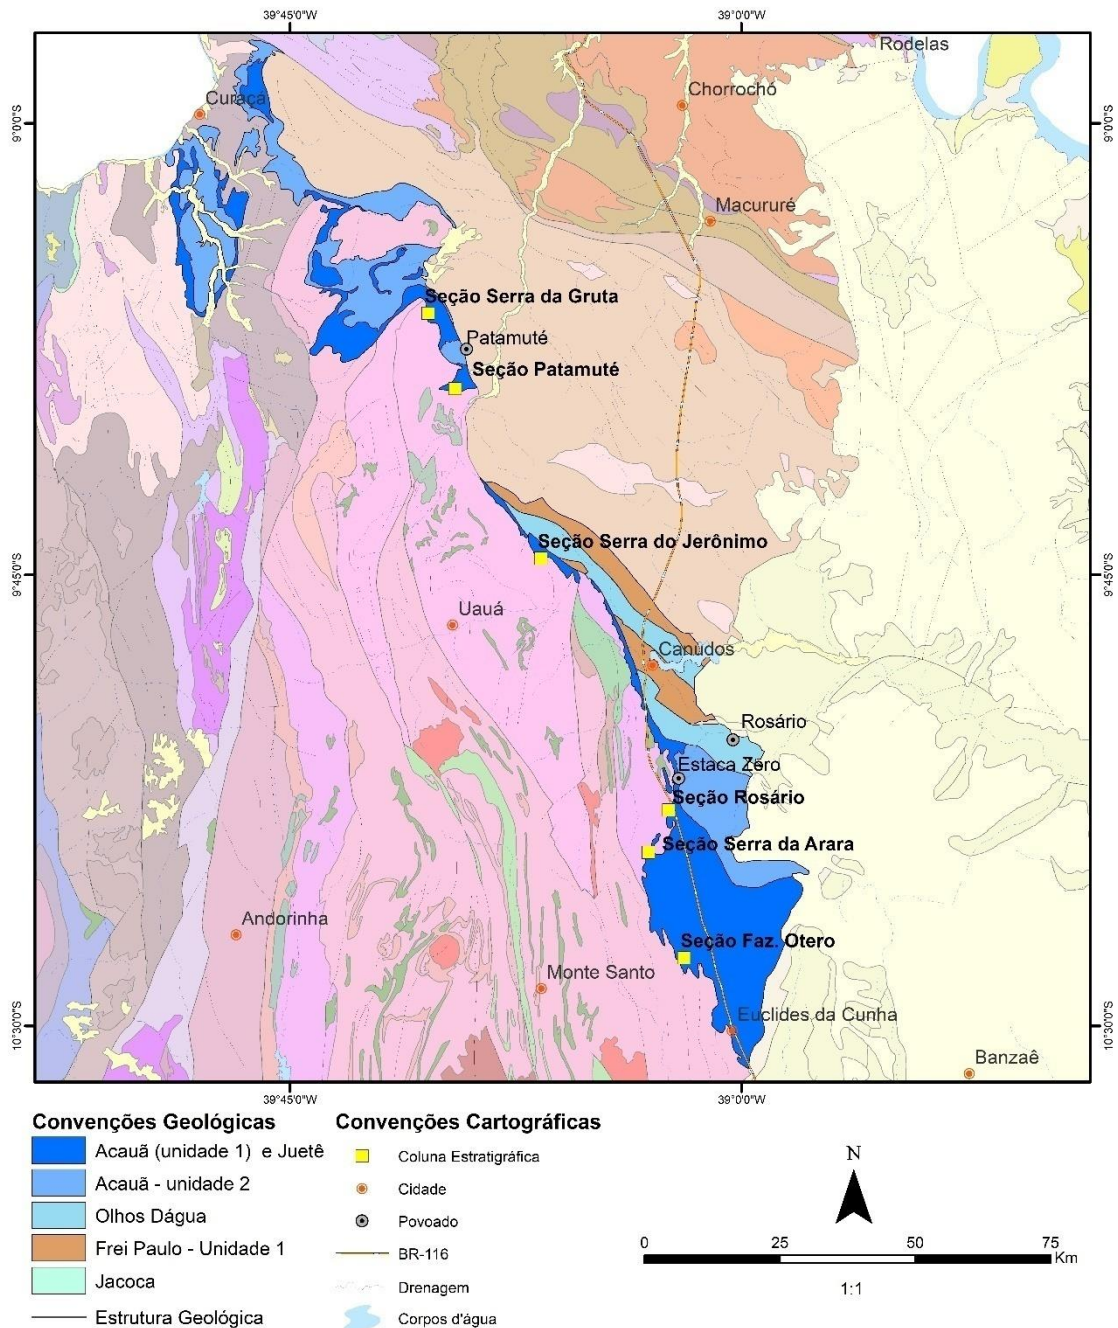 39°45'0"W
39°0'0"W
Rodelas
Curaçá
Chorrochó
9°0'0"S
9°0'0"S
Macururé
Seção Serra da Gruta
Patamuté
Seção Patamuté
Seção Serra do Jerônimo
9°45'0"S
9°45'0"S
Uauá
Canudos
Rosário
Estaca Zero
Seção Rosário
Seção Serra da Arara
Andorinha
Seção Faz. Otero
Monte Santo
Euclides da Cunha
10°30'0"S
10°30'0"S
Banzaê
39°45'0"W
39°0'0"W
Convenções Geológicas
Acauã (unidade 1) e Juetê
Acauã - unidade 2
Olhos Dágua
Frei Paulo - Unidade 1
Jacoca
Estrutura Geológica
Convenções Cartográficas
Coluna Estratigráfica
Cidade
Povoado
BR-116
Drenagem
Corpos d'água
N
0 25 50 75
Km
1:1